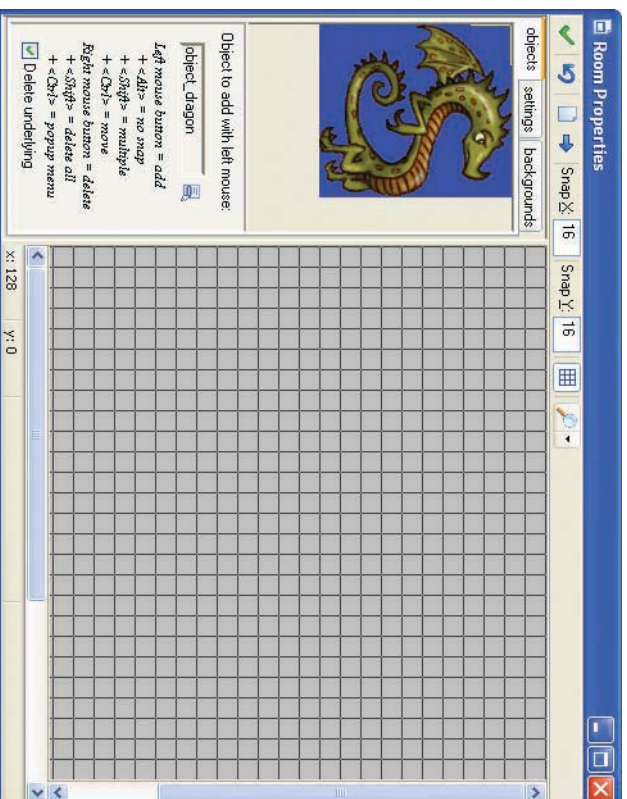 Room Properties
Snap X: 16 Snap Y: 16
objects settings backgrounds
Object to add with left mouse:
object_dragon
Left mouse button = add
+ <Alt> = no map
+ <Shift> = multiple
+ <Ctrl> = move
Right mouse button = delete
+ <Shift> = delete all
+ <Ctrl> = popup menu
Delete underlying
x: 128 y: 0